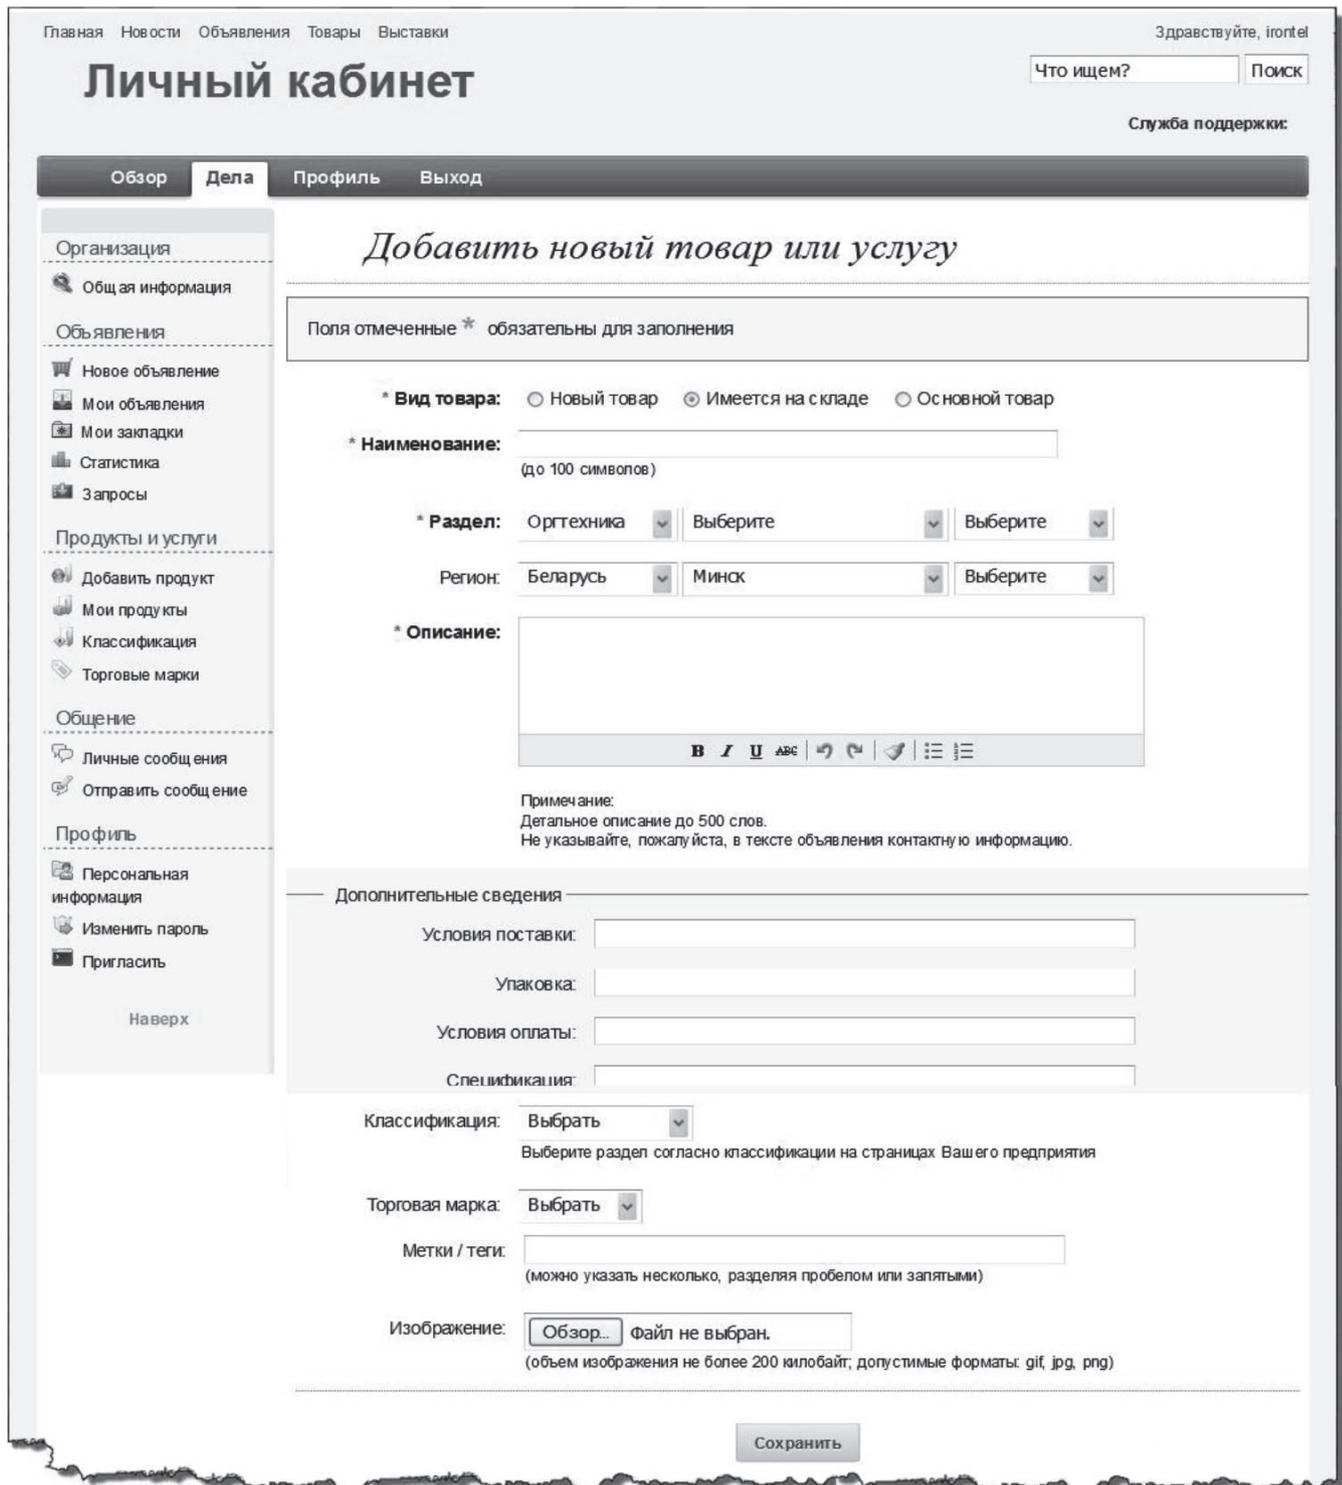 Главная Новости Объявления Товары Выставки
Здравствуйте, irontel
Личный кабинет
Что ищем? Поиск
Служба поддержки:
Обзор Дела Профиль Выход
Организация
Общая информация
Объявления
Новое объявление
Мои объявления
Мои закладки
Статистика
Запросы
Продукты и услуги
Добавить продукт
Мои продукты
Классификация
Торговые марки
Общение
Личные сообщения
Отправить сообщение
Профиль
Персональная
информация
Изменить пароль
Пригласить
Наверх
Добавить новый товар или услугу
Поля отмеченные * обязательны для заполнения
* Вид товара: Новый товар Имеется на складе Основной товар
* Наименование:
(до 100 символов)
* Раздел: Оргтехника Выберите Выберите
Регион: Беларусь Минск Выберите
* Описание:
B I U ABC
Примечание:
Детальное описание до 500 слов.
Не указывайте, пожалуйста, в тексте объявления контактную информацию.
Дополнительные сведения
Условия поставки:
Упаковка:
Условия оплаты:
Спецификация:
Классификация: Выбрать
Выберите раздел согласно классификации на страницах Вашего предприятия
Торговая марка: Выбрать
Метки / теги:
(можно указать несколько, разделяя пробелом или запятыми)
Изображение: Обзор... Файл не выбран.
(объем изображения не более 200 килобайт; допустимые форматы: gif, jpg, png)
Сохранить